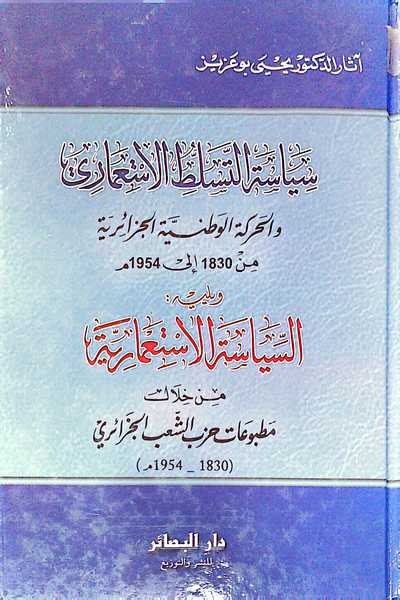 آثار الدكتور يحيى بوعزيز
سياسة التسلط الاستعماري
والحركة الوطنية الجزائرية
من 1830 إلى 1954م
ويليه:
السياسة الاستعمارية
من خلال
مطبوعات حزب الشعب الجزائري
(1830 _ 1954م)
دار البصائر
للنشر والتوزيع